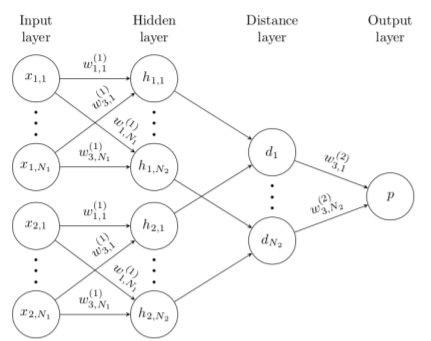 Input layer
Hidden layer
Distance layer
Output layer
x_{1,1}
w_{1,1}^{(1)}
h_{1,1}
w_{3,1}^{(1)}
w_{1,N_1}^{(1)}
x_{1,N_1}
w_{3,N_1}^{(1)}
h_{1,N_2}
d_1
w_{3,1}^{(2)}
p
x_{2,1}
w_{1,1}^{(1)}
h_{2,1}
w_{3,1}^{(1)}
w_{1,N_1}^{(1)}
d_{N_2}
w_{3,N_2}^{(2)}
x_{2,N_1}
w_{3,N_1}^{(1)}
h_{2,N_2}